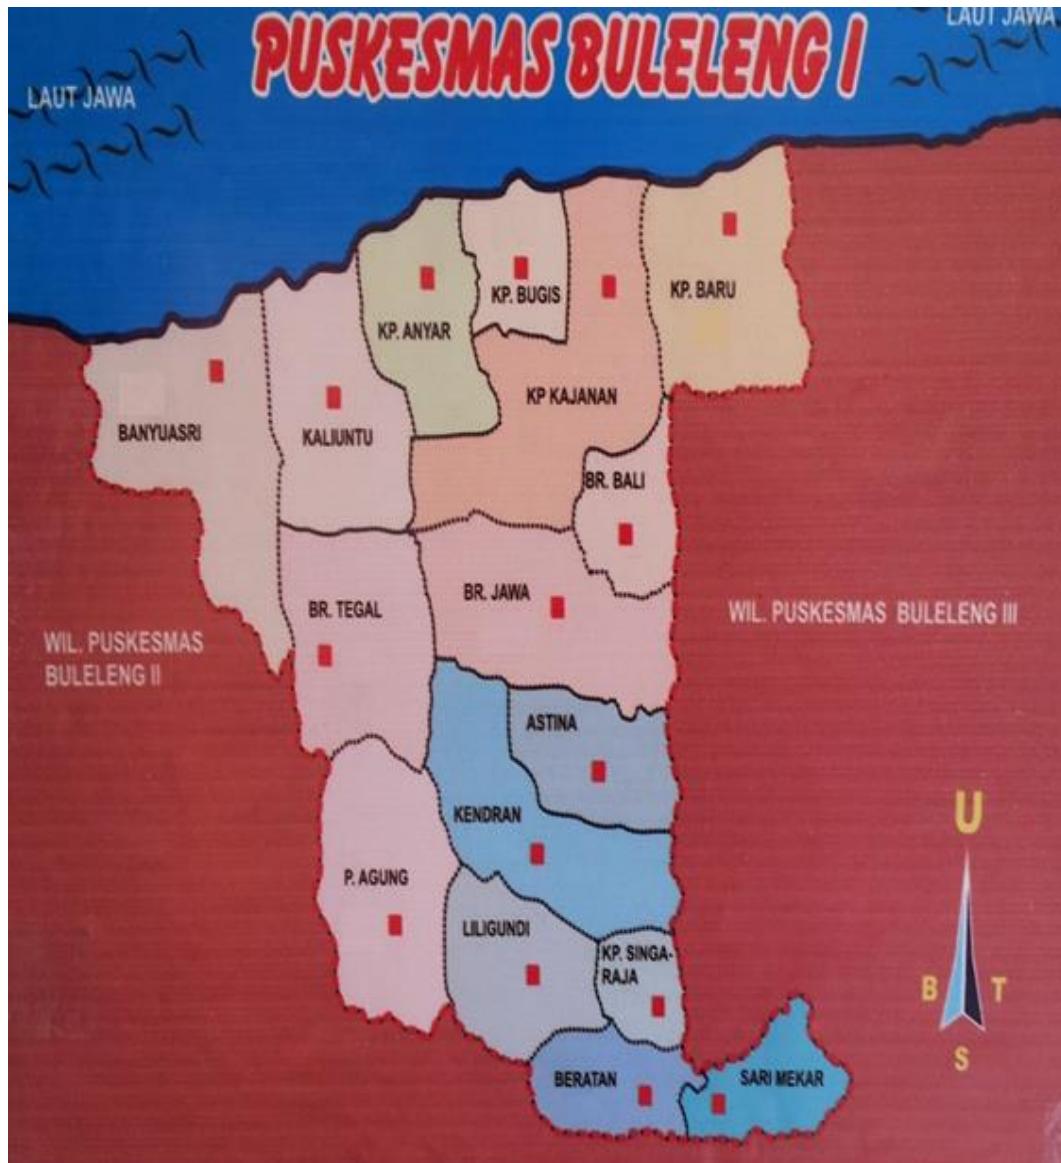 LAUT JAWA
PUSKESMAS BULELENG I
LAUT JAWA
KP. BUGIS
KP. BARU
KP. ANYAR
KP KAJANAN
BANYUASRI
KALIUNTU
BR. BALI
BR. JAWA
BR. TEGAL
WIL. PUSKESMAS BULELENG III
WIL. PUSKESMAS
BULELENG II
ASTINA
KENDRAN
U
P. AGUNG
LILIGUNDI
KP. SINGA-
RAJA
B
T
S
BERATAN
SARI MEKAR